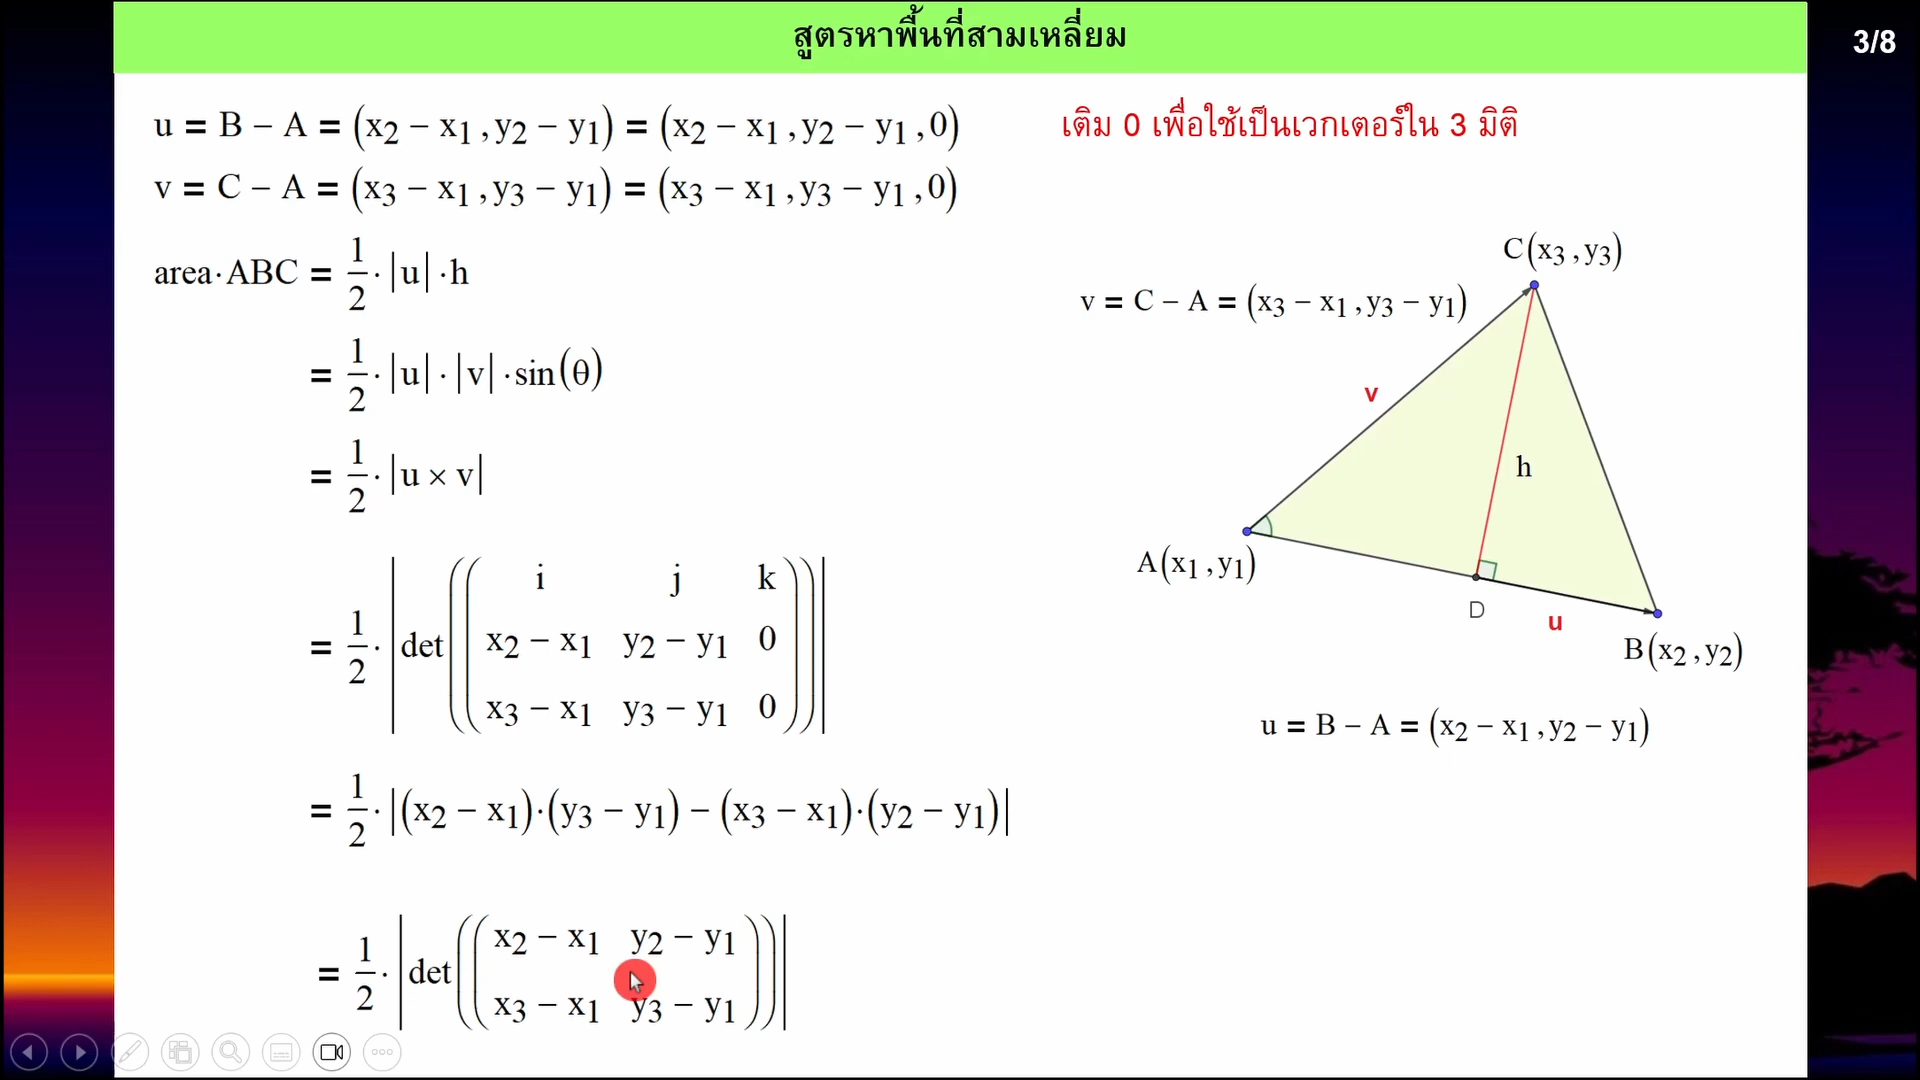 สูตรหาพื้นที่สามเหลี่ยม
3/8
u = B − A = (x2 − x1 , y2 − y1) = (x2 − x1 , y2 − y1 , 0)
เติม 0 เพื่อใช้เป็นเวกเตอร์ใน 3 มิติ
v = C − A = (x3 − x1 , y3 − y1) = (x3 − x1 , y3 − y1 , 0)
area·ABC = 1/2 · |u| · h
= 1/2 · |u| · |v| · sin(θ)
= 1/2 · |u × v|
= 1/2 · |det((i j k
x2 − x1 y2 − y1 0
x3 − x1 y3 − y1 0))|
= 1/2 · |(x2 − x1)·(y3 − y1) − (x3 − x1)·(y2 − y1)|
= 1/2 · |det((x2 − x1 y2 − y1
x3 − x1 y3 − y1))|
C(x3 , y3)
v = C − A = (x3 − x1 , y3 − y1)
v
h
A(x1 , y1)
D
u
B(x2 , y2)
u = B − A = (x2 − x1 , y2 − y1)